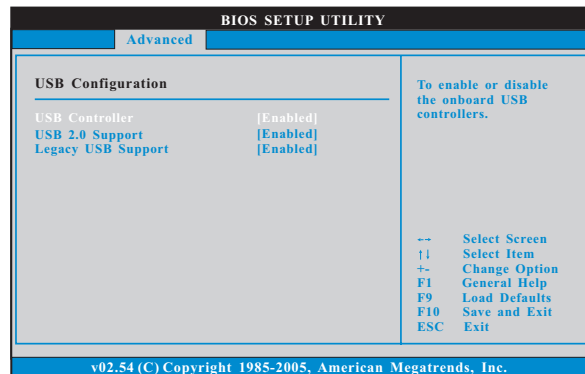 BIOS SETUP UTILITY
Advanced
USB Configuration
USB Controller [Enabled]
USB 2.0 Support [Enabled]
Legacy USB Support [Enabled]
To enable or disable
the onboard USB
controllers.
←→ Select Screen
↑↓ Select Item
+- Change Option
F1 General Help
F9 Load Defaults
F10 Save and Exit
ESC Exit
v02.54 (C) Copyright 1985-2005, American Megatrends, Inc.